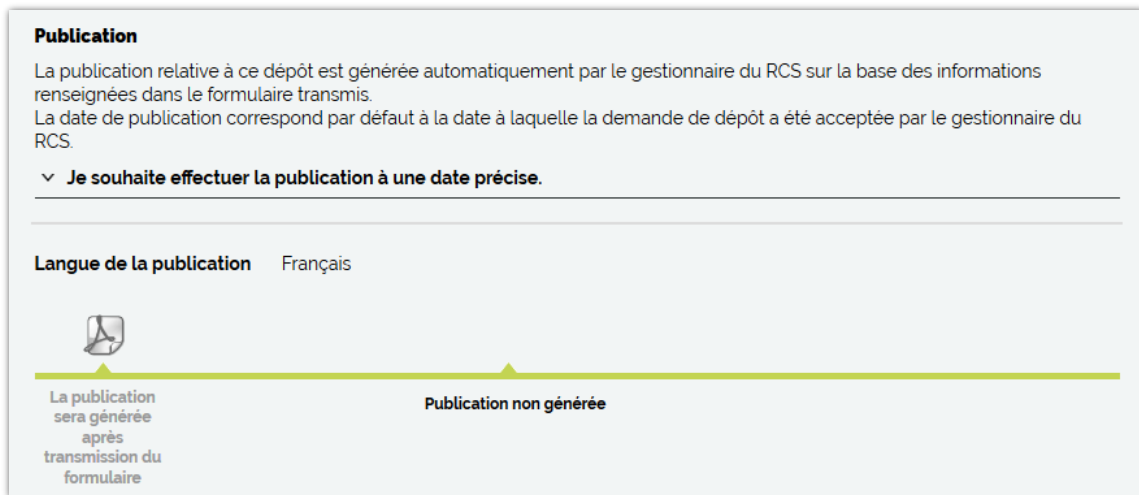 Publication
La publication relative à ce dépôt est générée automatiquement par le gestionnaire du RCS sur la base des informations
renseignées dans le formulaire transmis.
La date de publication correspond par défaut à la date à laquelle la demande de dépôt a été acceptée par le gestionnaire du
RCS.
Je souhaite effectuer la publication à une date précise.
Langue de la publication Français
La publication
sera générée
après
transmission du
formulaire
Publication non générée